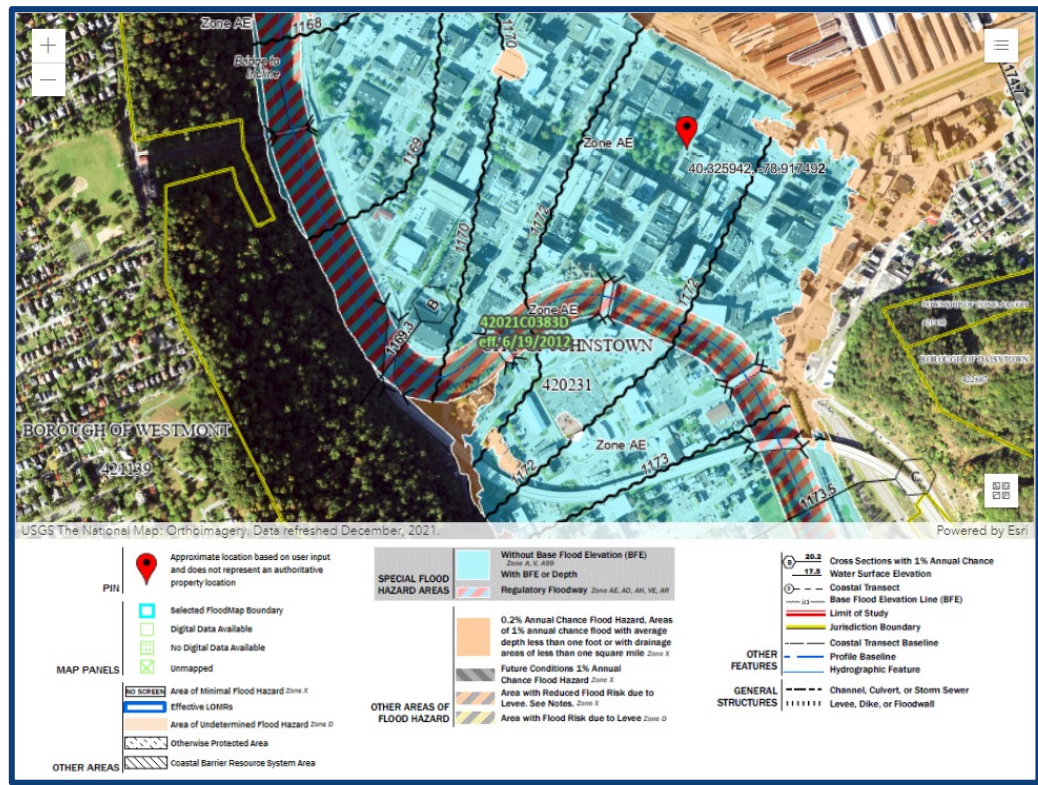 Zone AE
1168
1170
Bridge to
Incline
1169
Zone AE
40.325942, -78.917492
1170
1172
1172
B
Zone AE
42021C0383D
eff. 6/19/2012
1169.3
420231
BOROUGH OF DAISYTOWN
BOROUGH OF WESTMONT
421139
Zone AE
1172
1173
1173.5
C
USGS The National Map: Orthoimagery. Data refreshed December, 2021.
Powered by Esri
PIN
Approximate location based on user input
and does not represent an authoritative
property location
MAP PANELS
Selected FloodMap Boundary
Digital Data Available
No Digital Data Available
Unmapped
OTHER AREAS
NO SCREEN Area of Minimal Flood Hazard Zone X
Effective LOMRs
Area of Undetermined Flood Hazard Zone D
Otherwise Protected Area
Coastal Barrier Resource System Area
SPECIAL FLOOD
HAZARD AREAS
Without Base Flood Elevation (BFE)
Zone A, V, A99
With BFE or Depth
Regulatory Floodway Zone AE, AO, AH, VE, AR
OTHER AREAS OF
FLOOD HAZARD
0.2% Annual Chance Flood Hazard, Areas
of 1% annual chance flood with average
depth less than one foot or with drainage
areas of less than one square mile Zone X
Future Conditions 1% Annual
Chance Flood Hazard Zone X
Area with Reduced Flood Risk due to
Levee. See Notes. Zone X
Area with Flood Risk due to Levee Zone D
OTHER
FEATURES
B 20.2 Cross Sections with 1% Annual Chance
17.5 Water Surface Elevation
Coastal Transect
Base Flood Elevation Line (BFE)
Limit of Study
Jurisdiction Boundary
Coastal Transect Baseline
Profile Baseline
Hydrographic Feature
GENERAL
STRUCTURES
Channel, Culvert, or Storm Sewer
Levee, Dike, or Floodwall